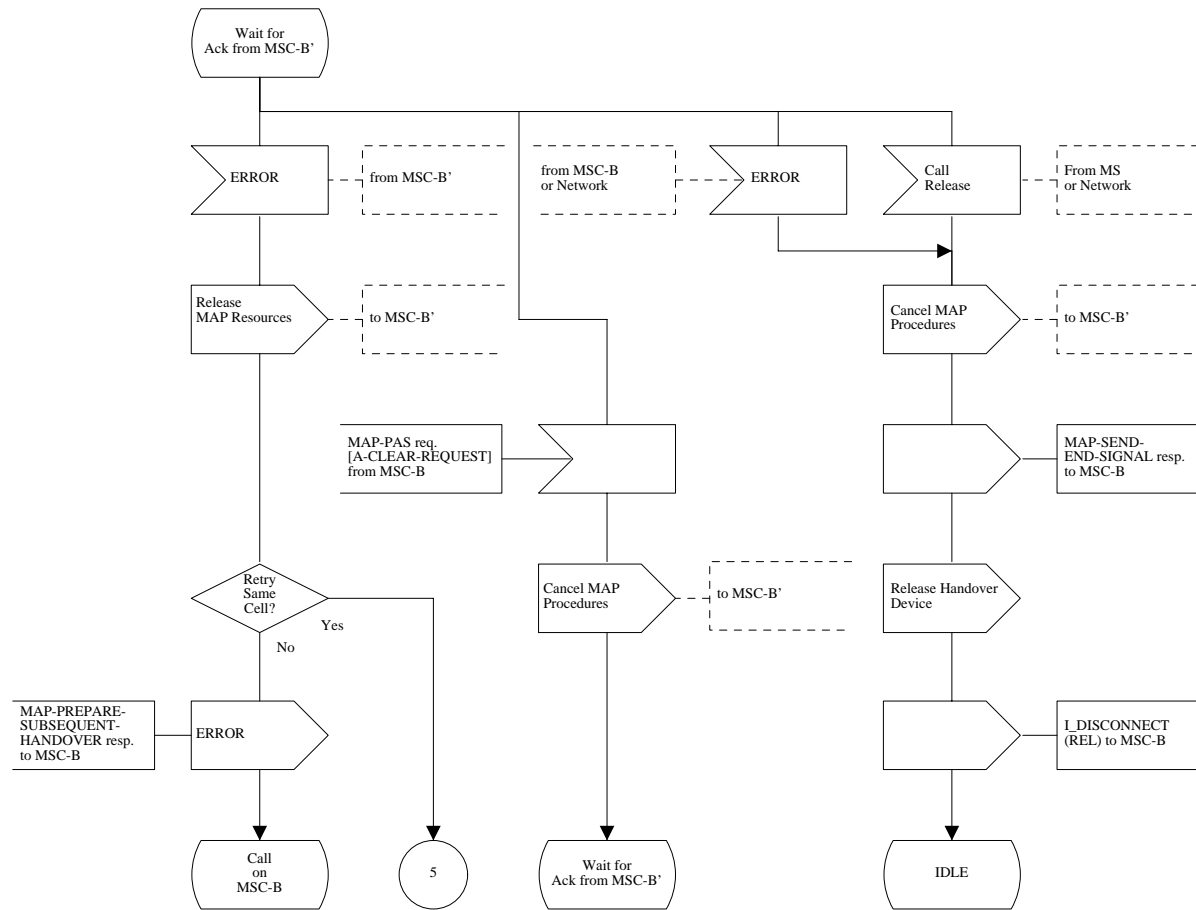 Wait for
Ack from MSC-B’
ERROR
from MSC-B’
from MSC-B
or Network
ERROR
Call
Release
From MS
or Network
Release
MAP Resources
to MSC-B’
Cancel MAP
Procedures
to MSC-B’
MAP-PAS req.
[A-CLEAR-REQUEST]
from MSC-B
MAP-SEND-
END-SIGNAL resp.
to MSC-B
Retry
Same
Cell?
Yes
No
Cancel MAP
Procedures
to MSC-B’
Release Handover
Device
MAP-PREPARE-
SUBSEQUENT-
HANDOVER resp.
to MSC-B
ERROR
I_DISCONNECT
(REL) to MSC-B
Call
on
MSC-B
5
Wait for
Ack from MSC-B’
IDLE